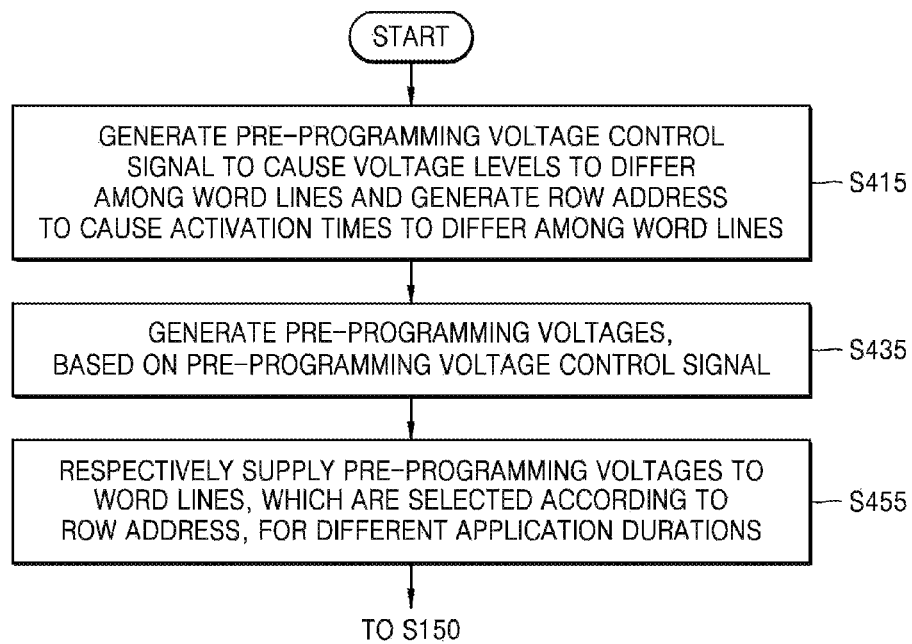 START
GENERATE PRE-PROGRAMMING VOLTAGE CONTROL
SIGNAL TO CAUSE VOLTAGE LEVELS TO DIFFER
AMONG WORD LINES AND GENERATE ROW ADDRESS
TO CAUSE ACTIVATION TIMES TO DIFFER AMONG WORD LINES
S415
GENERATE PRE-PROGRAMMING VOLTAGES,
BASED ON PRE-PROGRAMMING VOLTAGE CONTROL SIGNAL
S435
RESPECTIVELY SUPPLY PRE-PROGRAMMING VOLTAGES TO
WORD LINES, WHICH ARE SELECTED ACCORDING TO
ROW ADDRESS, FOR DIFFERENT APPLICATION DURATIONS
S455
TO S150